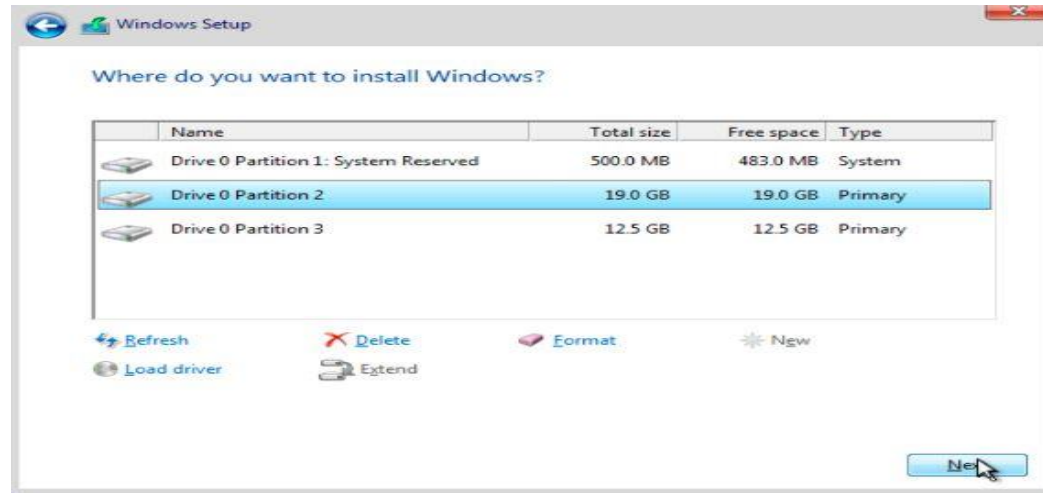 Windows Setup
Where do you want to install Windows?
Name Total size Free space Type
Drive 0 Partition 1: System Reserved 500.0 MB 483.0 MB System
Drive 0 Partition 2 19.0 GB 19.0 GB Primary
Drive 0 Partition 3 12.5 GB 12.5 GB Primary
Refresh Delete Format New
Load driver Extend
Next